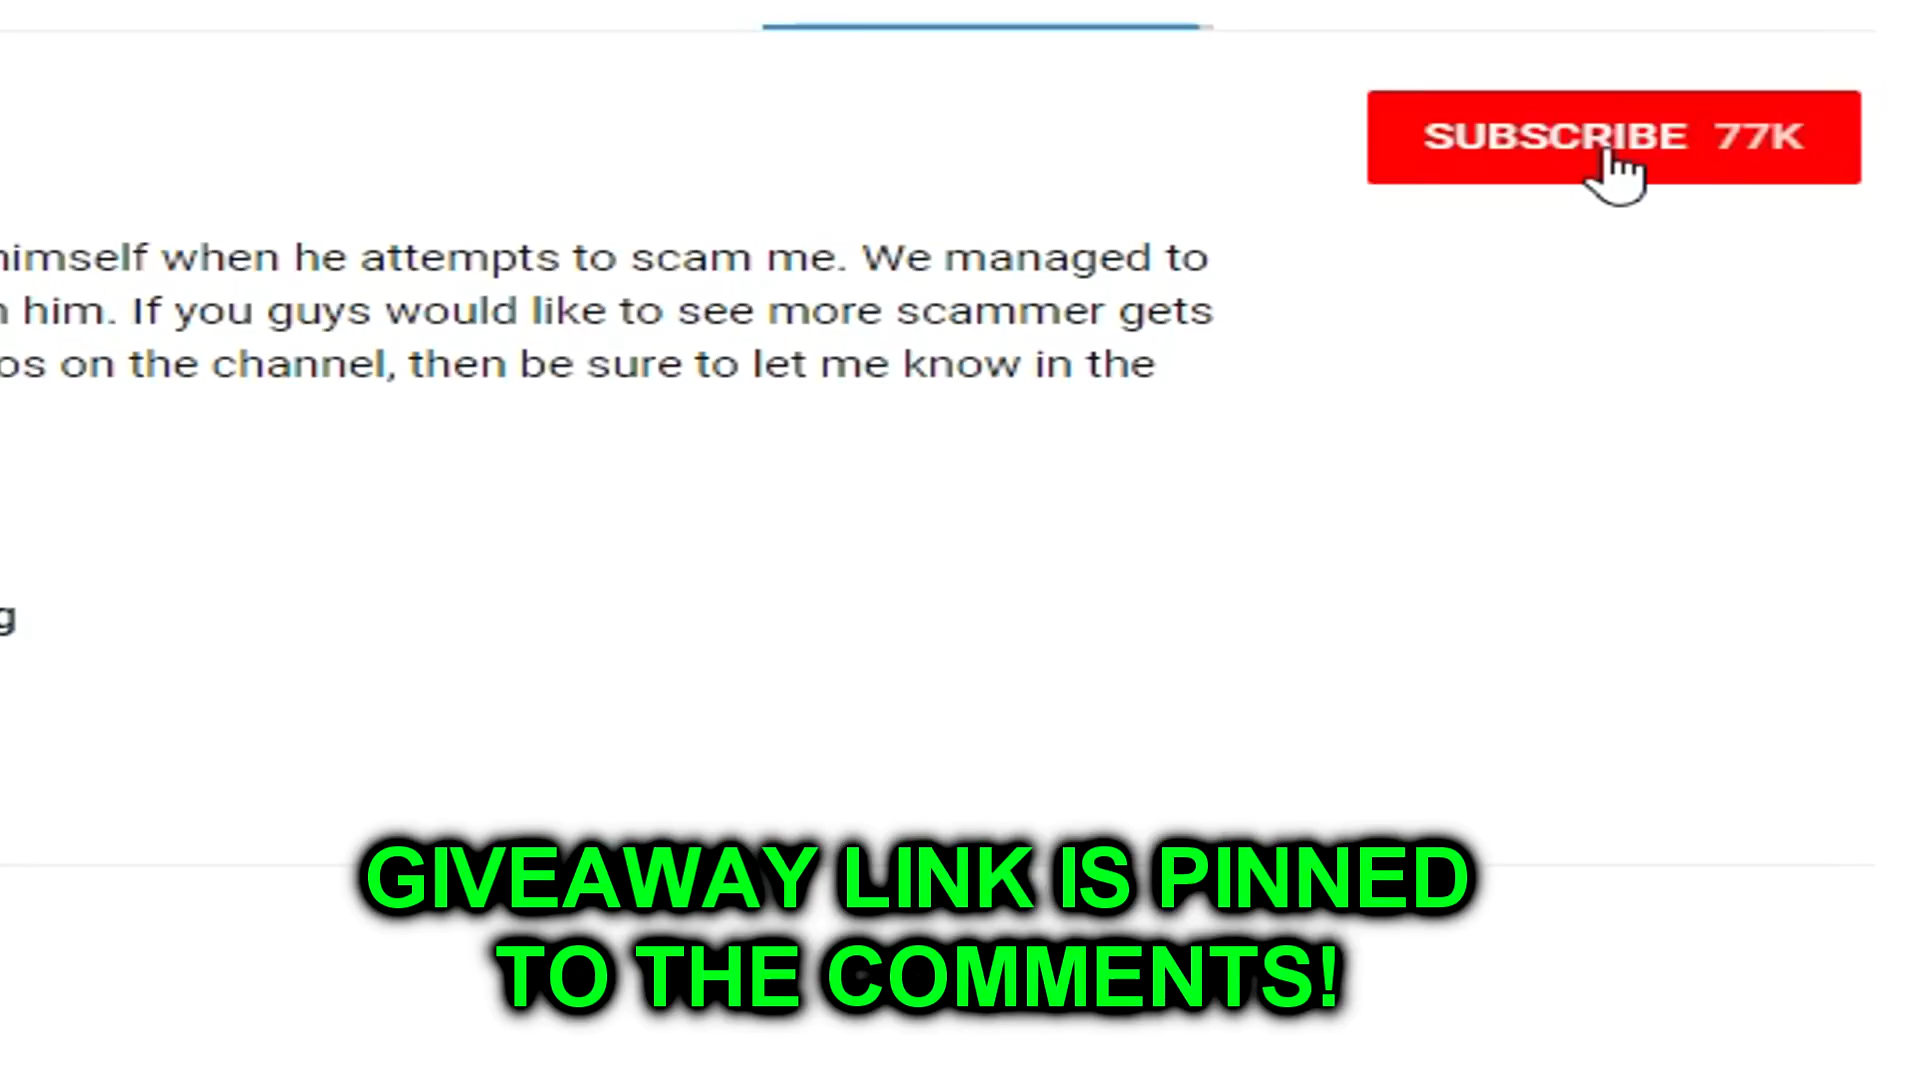 SUBSCRIBE 77K
himself when he attempts to scam me. We managed to
him. If you guys would like to see more scammer gets
on the channel, then be sure to let me know in the
GIVEAWAY LINK IS PINNED
TO THE COMMENTS!